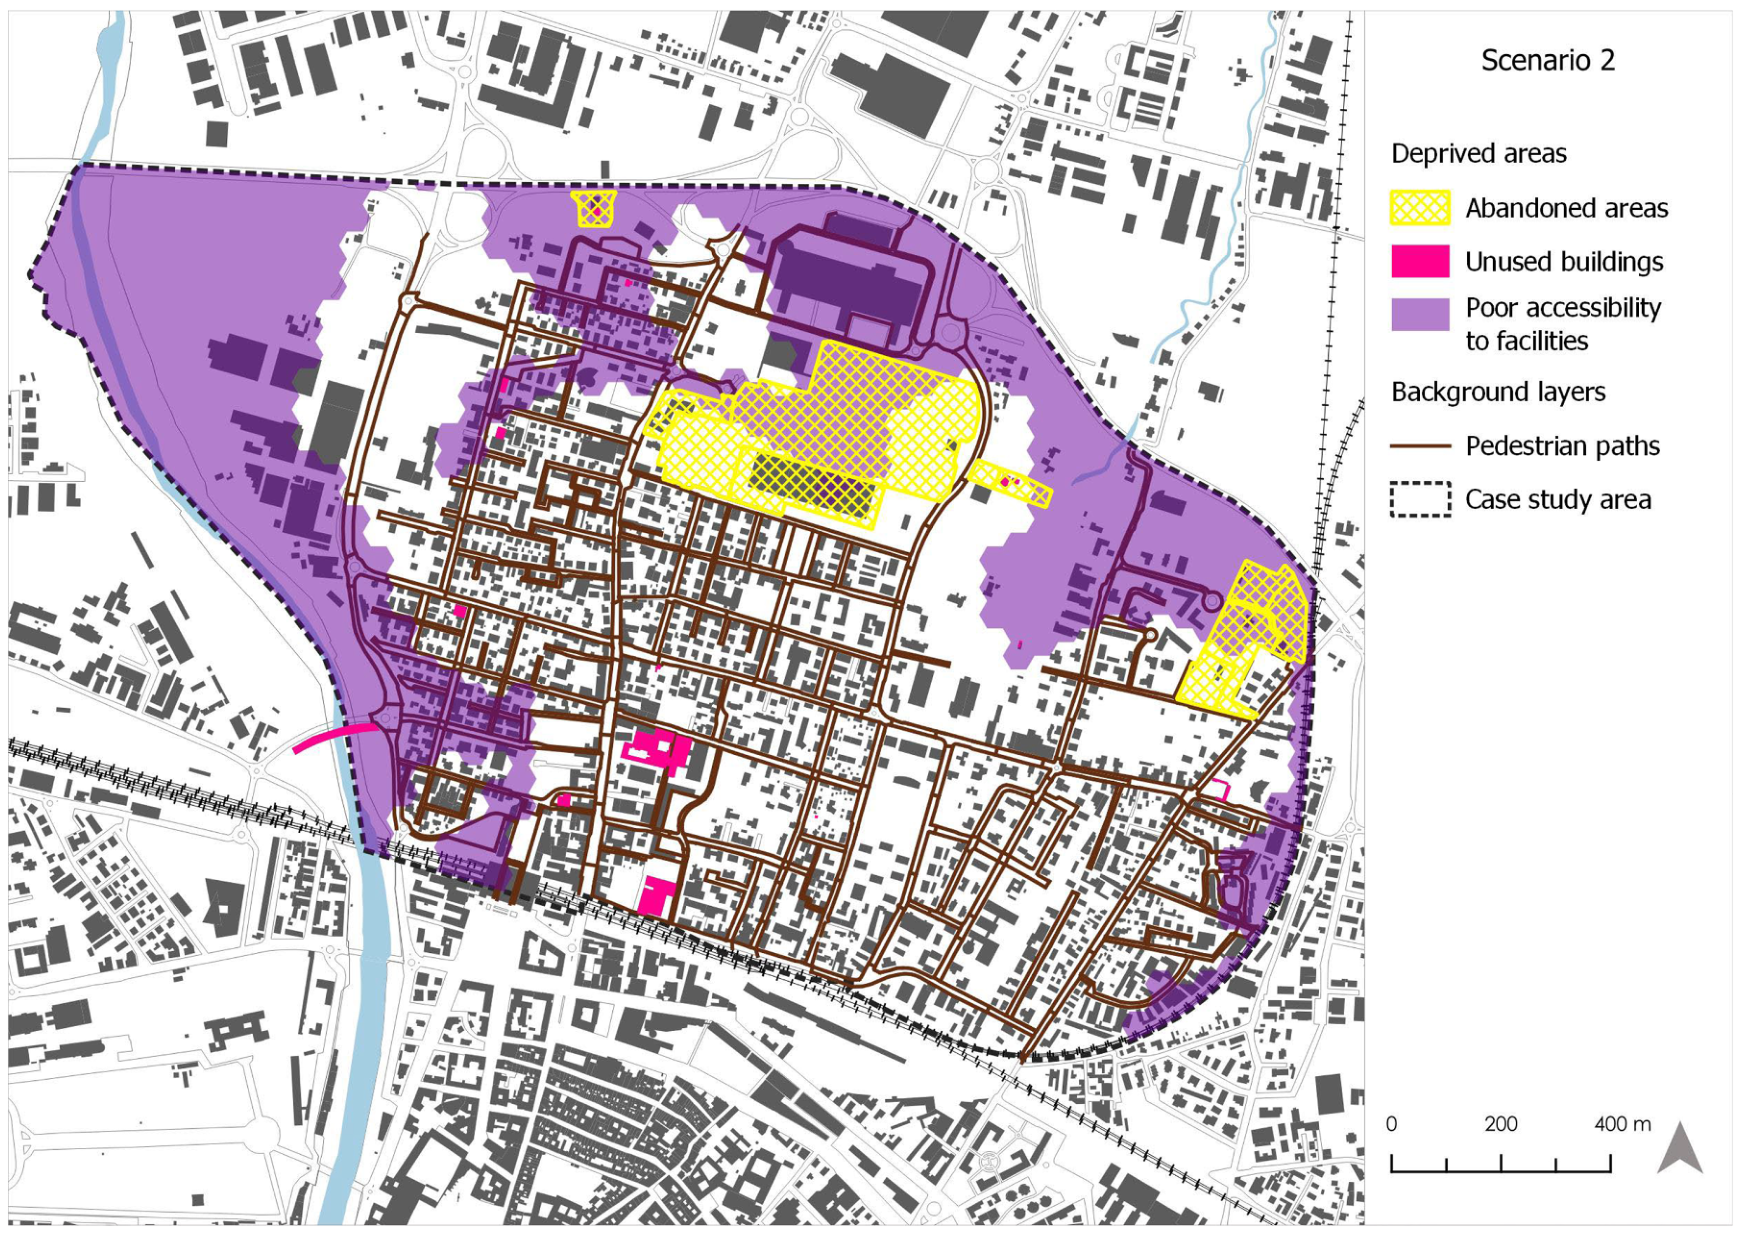 Scenario 2
Deprived areas
Abandoned areas
Unused buildings
Poor accessibility
to facilities
Background layers
Pedestrian paths
Case study area
0 200 400 m